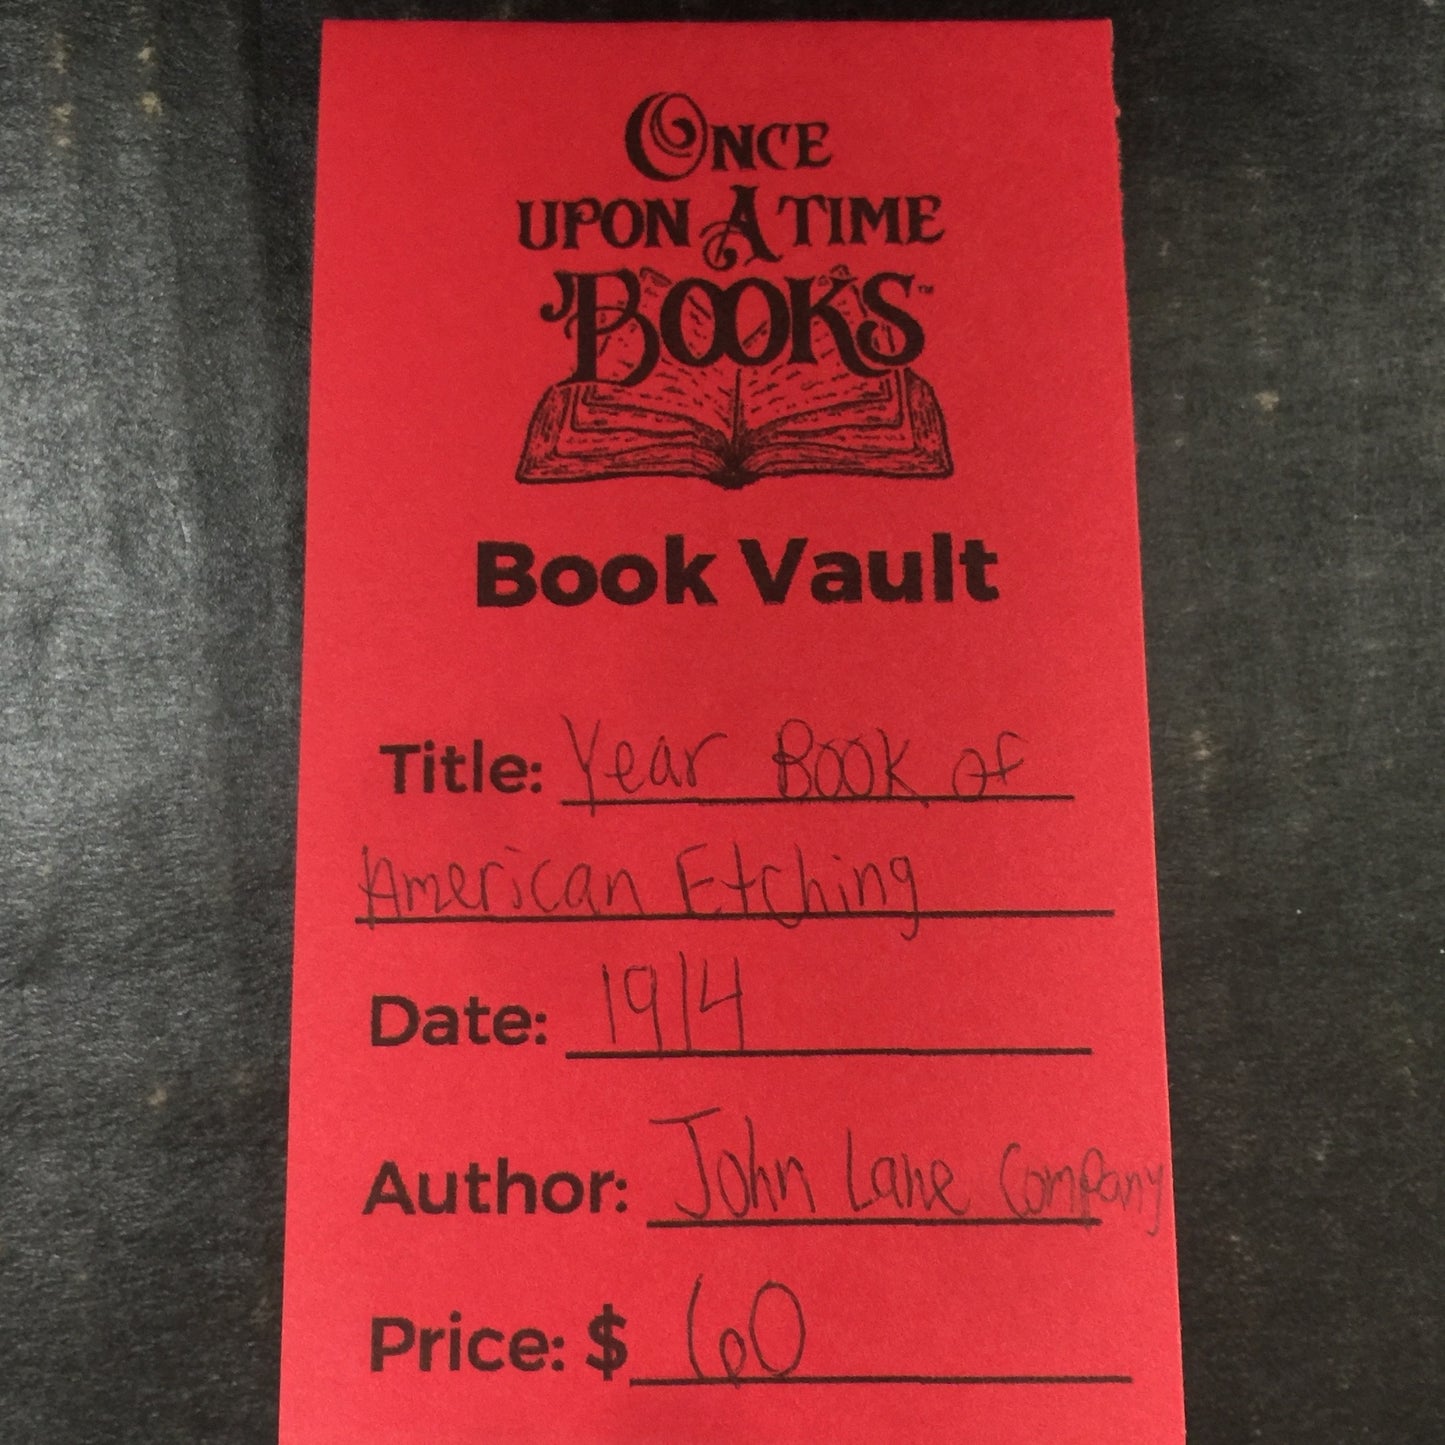 ONCE
UPON A TIME
BOOKS™
Book Vault
Title: Year Book of
American Etching
Date: 1914
Author: John Lane Company
Price: $ 60